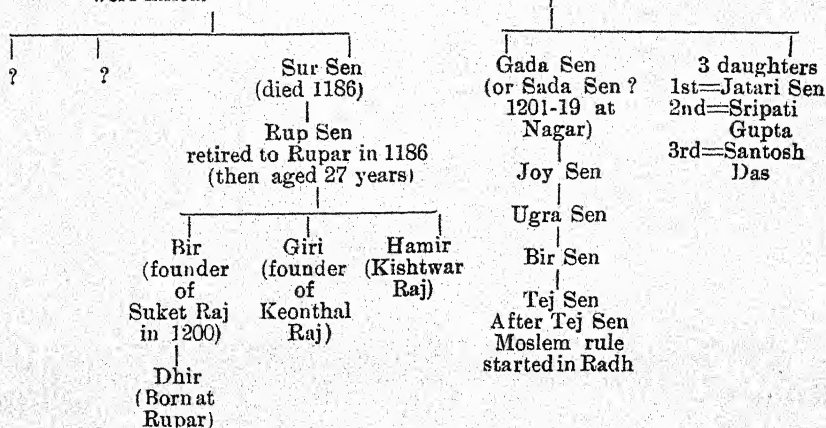 ?
?
Sur Sen
(died 1186)
Rup Sen
retired to Rupar in 1186
(then aged 27 years)
Bir
(founder
of
Suket Raj
in 1200)
Dhir
(Born at
Rupar)
Giri
(founder
of
Keonthal
Raj)
Hamir
(Kishtwar
Raj)
Gada Sen
(or Sada Sen ?
1201-19 at
Nagar)
Joy Sen
Ugra Sen
Bir Sen
Tej Sen
After Tej Sen
Moslem rule
started in Radh
3 daughters
1st=Jatari Sen
2nd=Sripati
Gupta
3rd=Santosh
Das